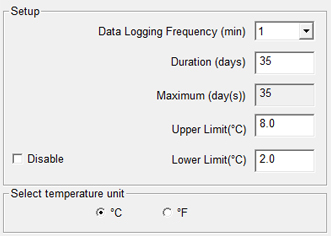 Setup
Data Logging Frequency (min) 1
Duration (days) 35
Maximum (day(s)) 35
Upper Limit(°C) 8.0
Disable Lower Limit(°C) 2.0
Select temperature unit
°C °F